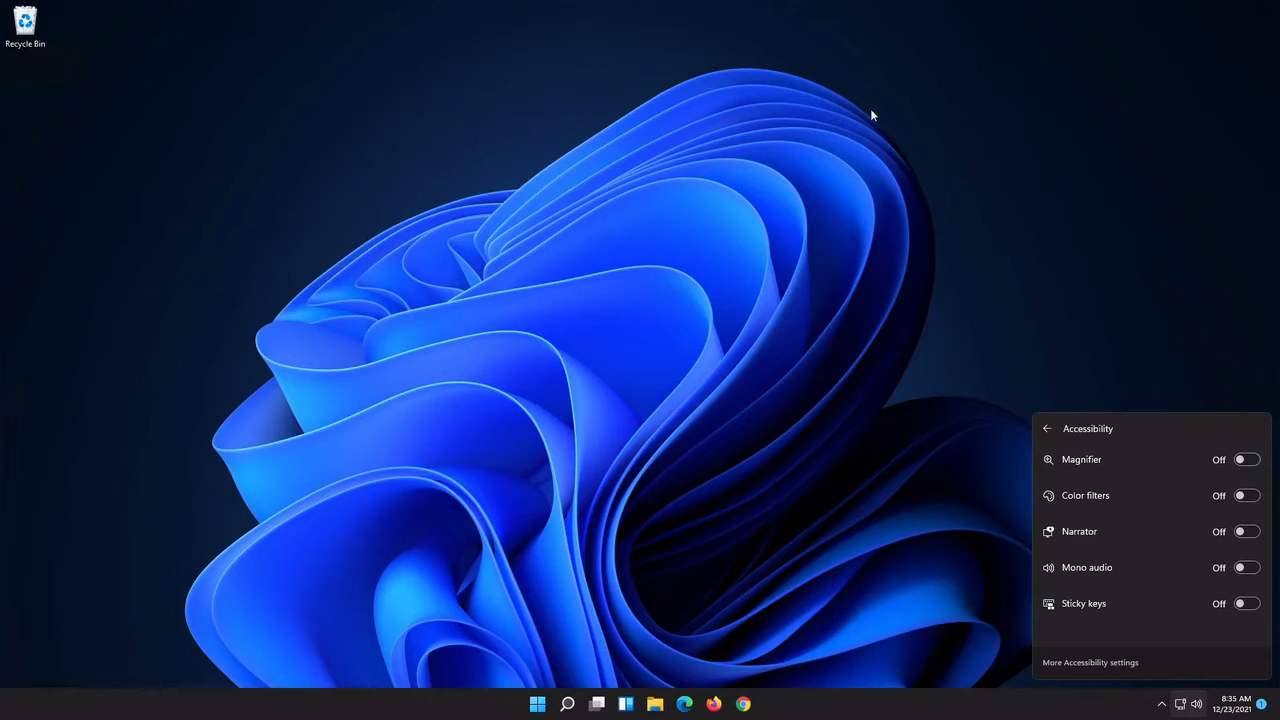 Recycle Bin
Accessibility
Magnifier Off
Color filters Off
Narrator Off
Mono audio Off
Sticky keys Off
More Accessibility settings
8:35 AM
12/23/2021 1